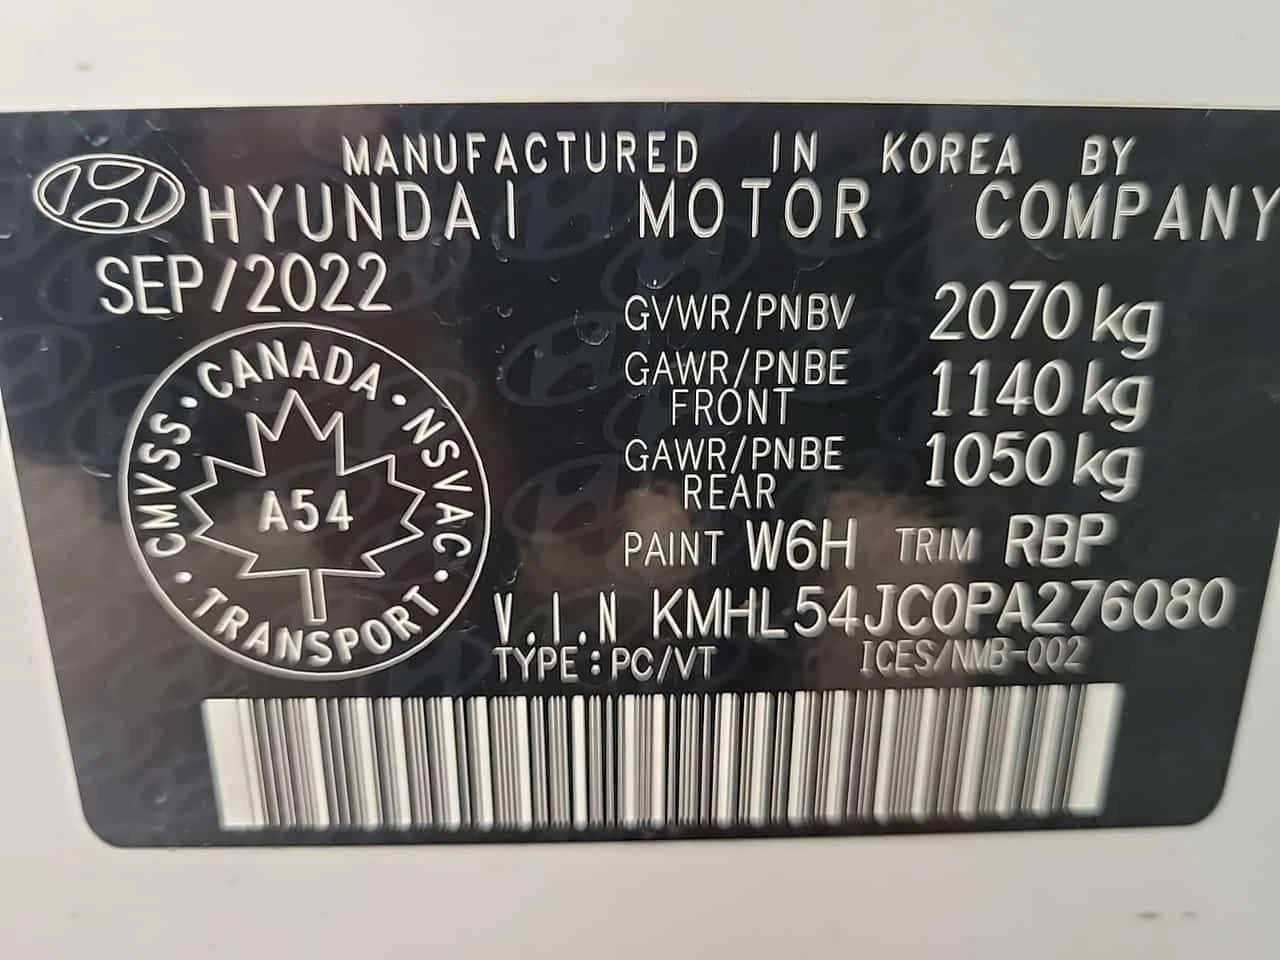 MANUFACTURED IN KOREA BY
HYUNDAI MOTOR COMPANY
SEP/2022
GVWR/PNBV 2070 kg
GAWR/PNBE FRONT 1140 kg
GAWR/PNBE REAR 1050 kg
PAINT W6H TRIM RBP
V.I.N KMHL54JC0PA276080
TYPE:PC/VT ICES/NMB-002
CANADA · NSVAC · TRANSPORT · CMVSS ·
A54